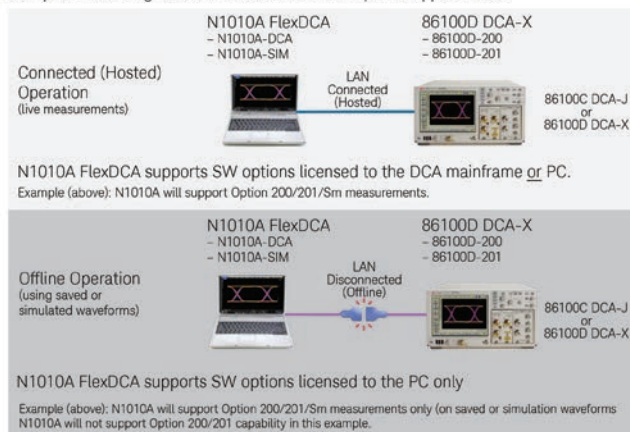 N1010A FlexDCA
– N1010A-DCA
– N1010A-SIM
86100D DCA-X
– 86100D-200
– 86100D-201
Connected (Hosted)
Operation
(live measurements)
LAN
Connected
(Hosted)
86100C DCA-J
or
86100D DCA-X
N1010A FlexDCA supports SW options licensed to the DCA mainframe or PC.
Example (above): N1010A will support Option 200/201/Sm measurements.
N1010A FlexDCA
– N1010A-DCA
– N1010A-SIM
86100D DCA-X
– 86100D-200
– 86100D-201
Offline Operation
(using saved or
simulated waveforms)
LAN
Disconnected
(Offline)
86100C DCA-J
or
86100D DCA-X
N1010A FlexDCA supports SW options licensed to the PC only
Example (above): N1010A will support Option 200/201/Sm measurements only (on saved or simulation waveforms
N1010A will not support Option 200/201 capability in this example.